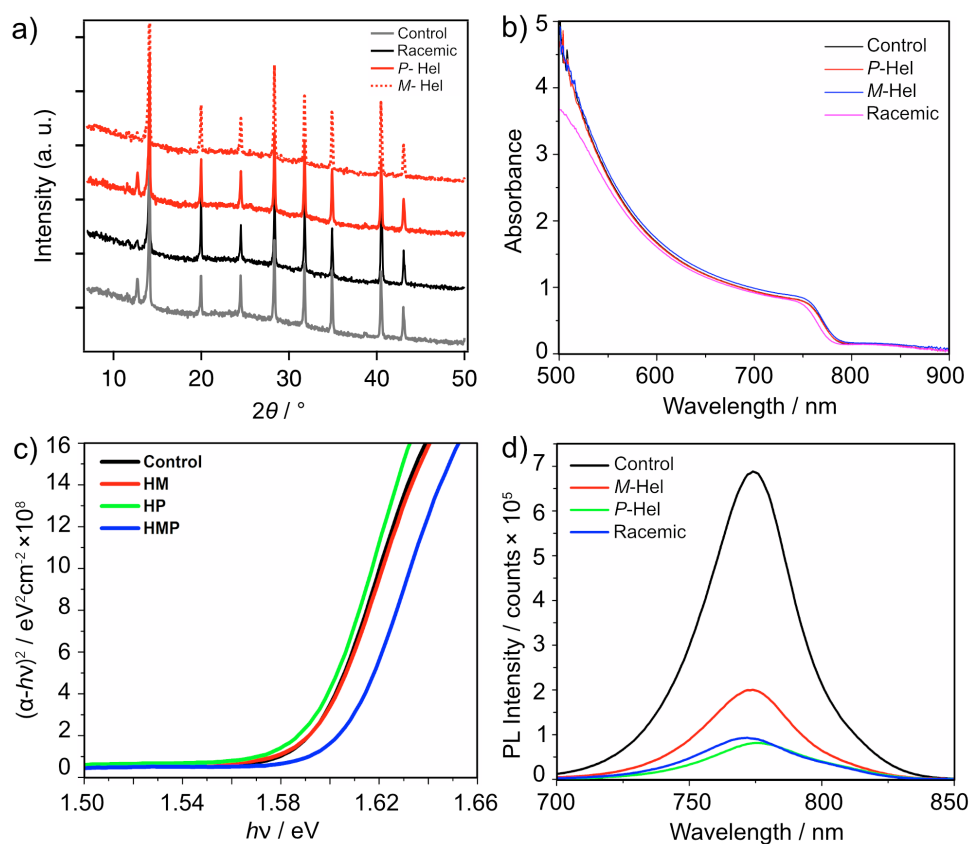 a)
Control
Racemic
P- Hel
M- Hel
Intensity (a. u.)
10 20 30 40 50
2θ / °
b)
Control
P-Hel
M-Hel
Racemic
Absorbance
5
4
3
2
1
0
500 600 700 800 900
Wavelength / nm
c)
Control
HM
HP
HMP
(α-hν)² / eV²cm⁻² ×10⁸
16
14
12
10
8
6
4
2
0
1.50 1.54 1.58 1.62 1.66
hν / eV
d)
Control
M-Hel
P-Hel
Racemic
PL Intensity / counts × 10⁵
7
6
5
4
3
2
1
0
700 750 800 850
Wavelength / nm